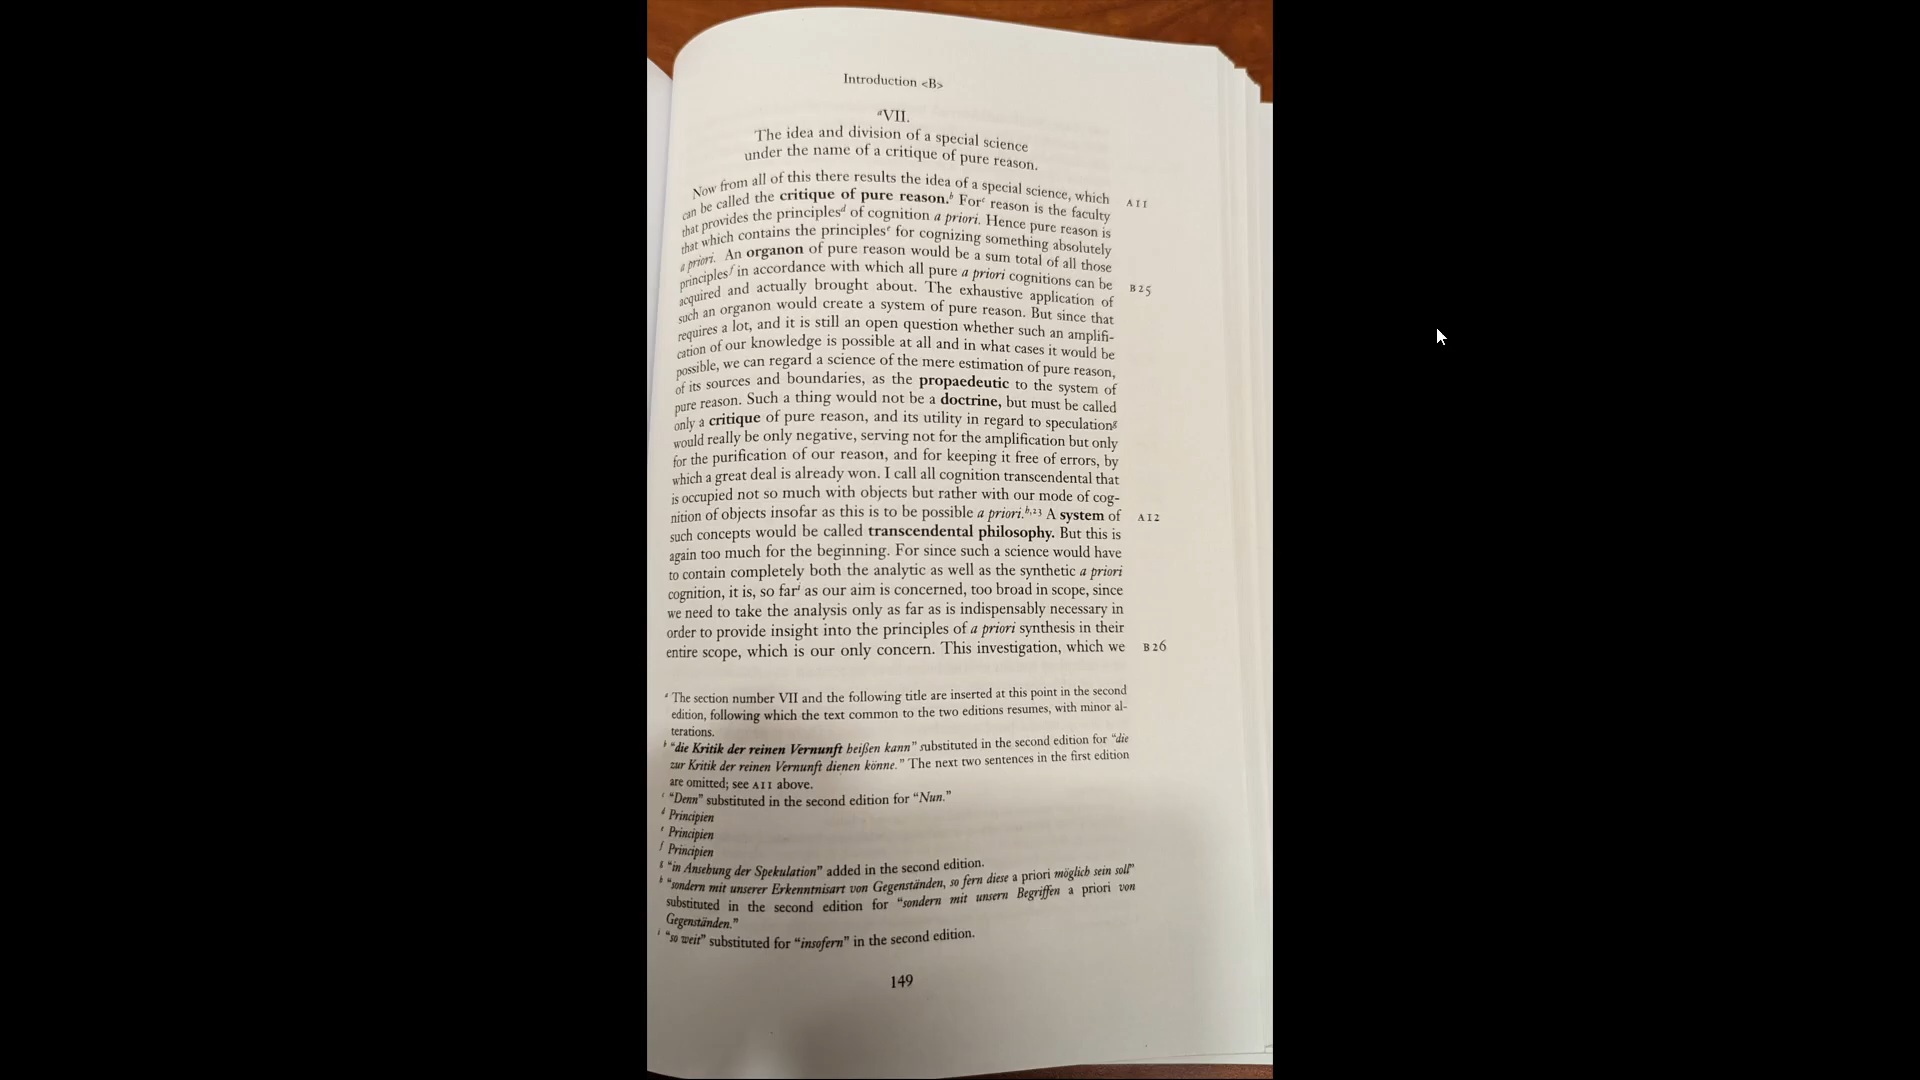 Introduction <B>
ᵃVII.
The idea and division of a special science
under the name of a critique of pure reason.
Now from all of this there results the idea of a special science, which
can be called the critique of pure reason.ᵇ Forᶜ reason is the faculty A11
that provides the principlesᵈ of cognition a priori. Hence pure reason is
that which contains the principlesᵉ for cognizing something absolutely
a priori. An organon of pure reason would be a sum total of all those
principlesᶠ in accordance with which all pure a priori cognitions can be
acquired and actually brought about. The exhaustive application of B25
such an organon would create a system of pure reason. But since that
requires a lot, and it is still an open question whether such an amplifi-
cation of our knowledge is possible at all and in what cases it would be
possible, we can regard a science of the mere estimation of pure reason,
of its sources and boundaries, as the propaedeutic to the system of
pure reason. Such a thing would not be a doctrine, but must be called
only a critique of pure reason, and its utility in regard to speculationᵍ
would really be only negative, serving not for the amplification but only
for the purification of our reason, and for keeping it free of errors, by
which a great deal is already won. I call all cognition transcendental that
is occupied not so much with objects but rather with our mode of cog-
nition of objects insofar as this is to be possible a priori.ʰ,²³ A system of A12
such concepts would be called transcendental philosophy. But this is
again too much for the beginning. For since such a science would have
to contain completely both the analytic as well as the synthetic a priori
cognition, it is, so farⁱ as our aim is concerned, too broad in scope, since
we need to take the analysis only as far as is indispensably necessary in
order to provide insight into the principles of a priori synthesis in their
entire scope, which is our only concern. This investigation, which we B26
ᵃ The section number VII and the following title are inserted at this point in the second
edition, following which the text common to the two editions resumes, with minor al-
terations.
ᵇ "die Kritik der reinen Vernunft heißen kann" substituted in the second edition for "die
zur Kritik der reinen Vernunft dienen könne." The next two sentences in the first edition
are omitted; see A11 above.
ᶜ "Denn" substituted in the second edition for "Nun."
ᵈ Principien
ᵉ Principien
ᶠ Principien
ᵍ "in Ansehung der Spekulation" added in the second edition.
ʰ "sondern mit unserer Erkenntnisart von Gegenständen, so fern diese a priori möglich sein soll"
substituted in the second edition for "sondern mit unsern Begriffen a priori von
Gegenständen."
ⁱ "so weit" substituted for "insofern" in the second edition.
149